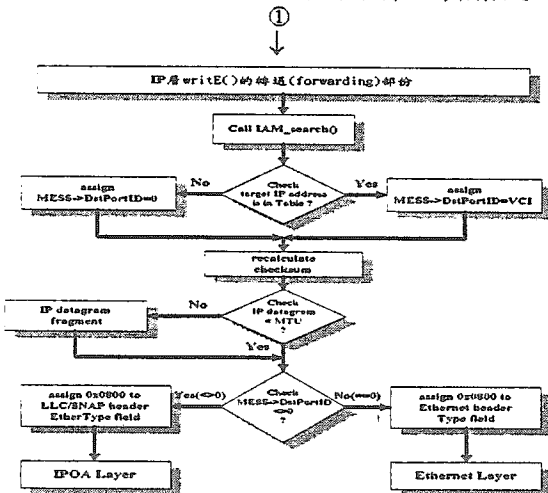 ①
IP層writE()的轉送(forwarding)部份
Call IAM_search()
Check
target IP address
is in Table ?
No
Yes
assign
MESS->DstPortID=0
assign
MESS->DstPortID=VCI
recalculate
checksum
Check
IP datagram
< MTU
?
No
Yes
IP datagram
fragment
Check
MESS->DstPortID
<>0
?
Yes(<>0)
No(==0)
assign 0x0800 to
LLC/SNAP header
EtherType field
assign 0x0800 to
Ethernet header
Type field
IPOA Layer
Ethernet Layer